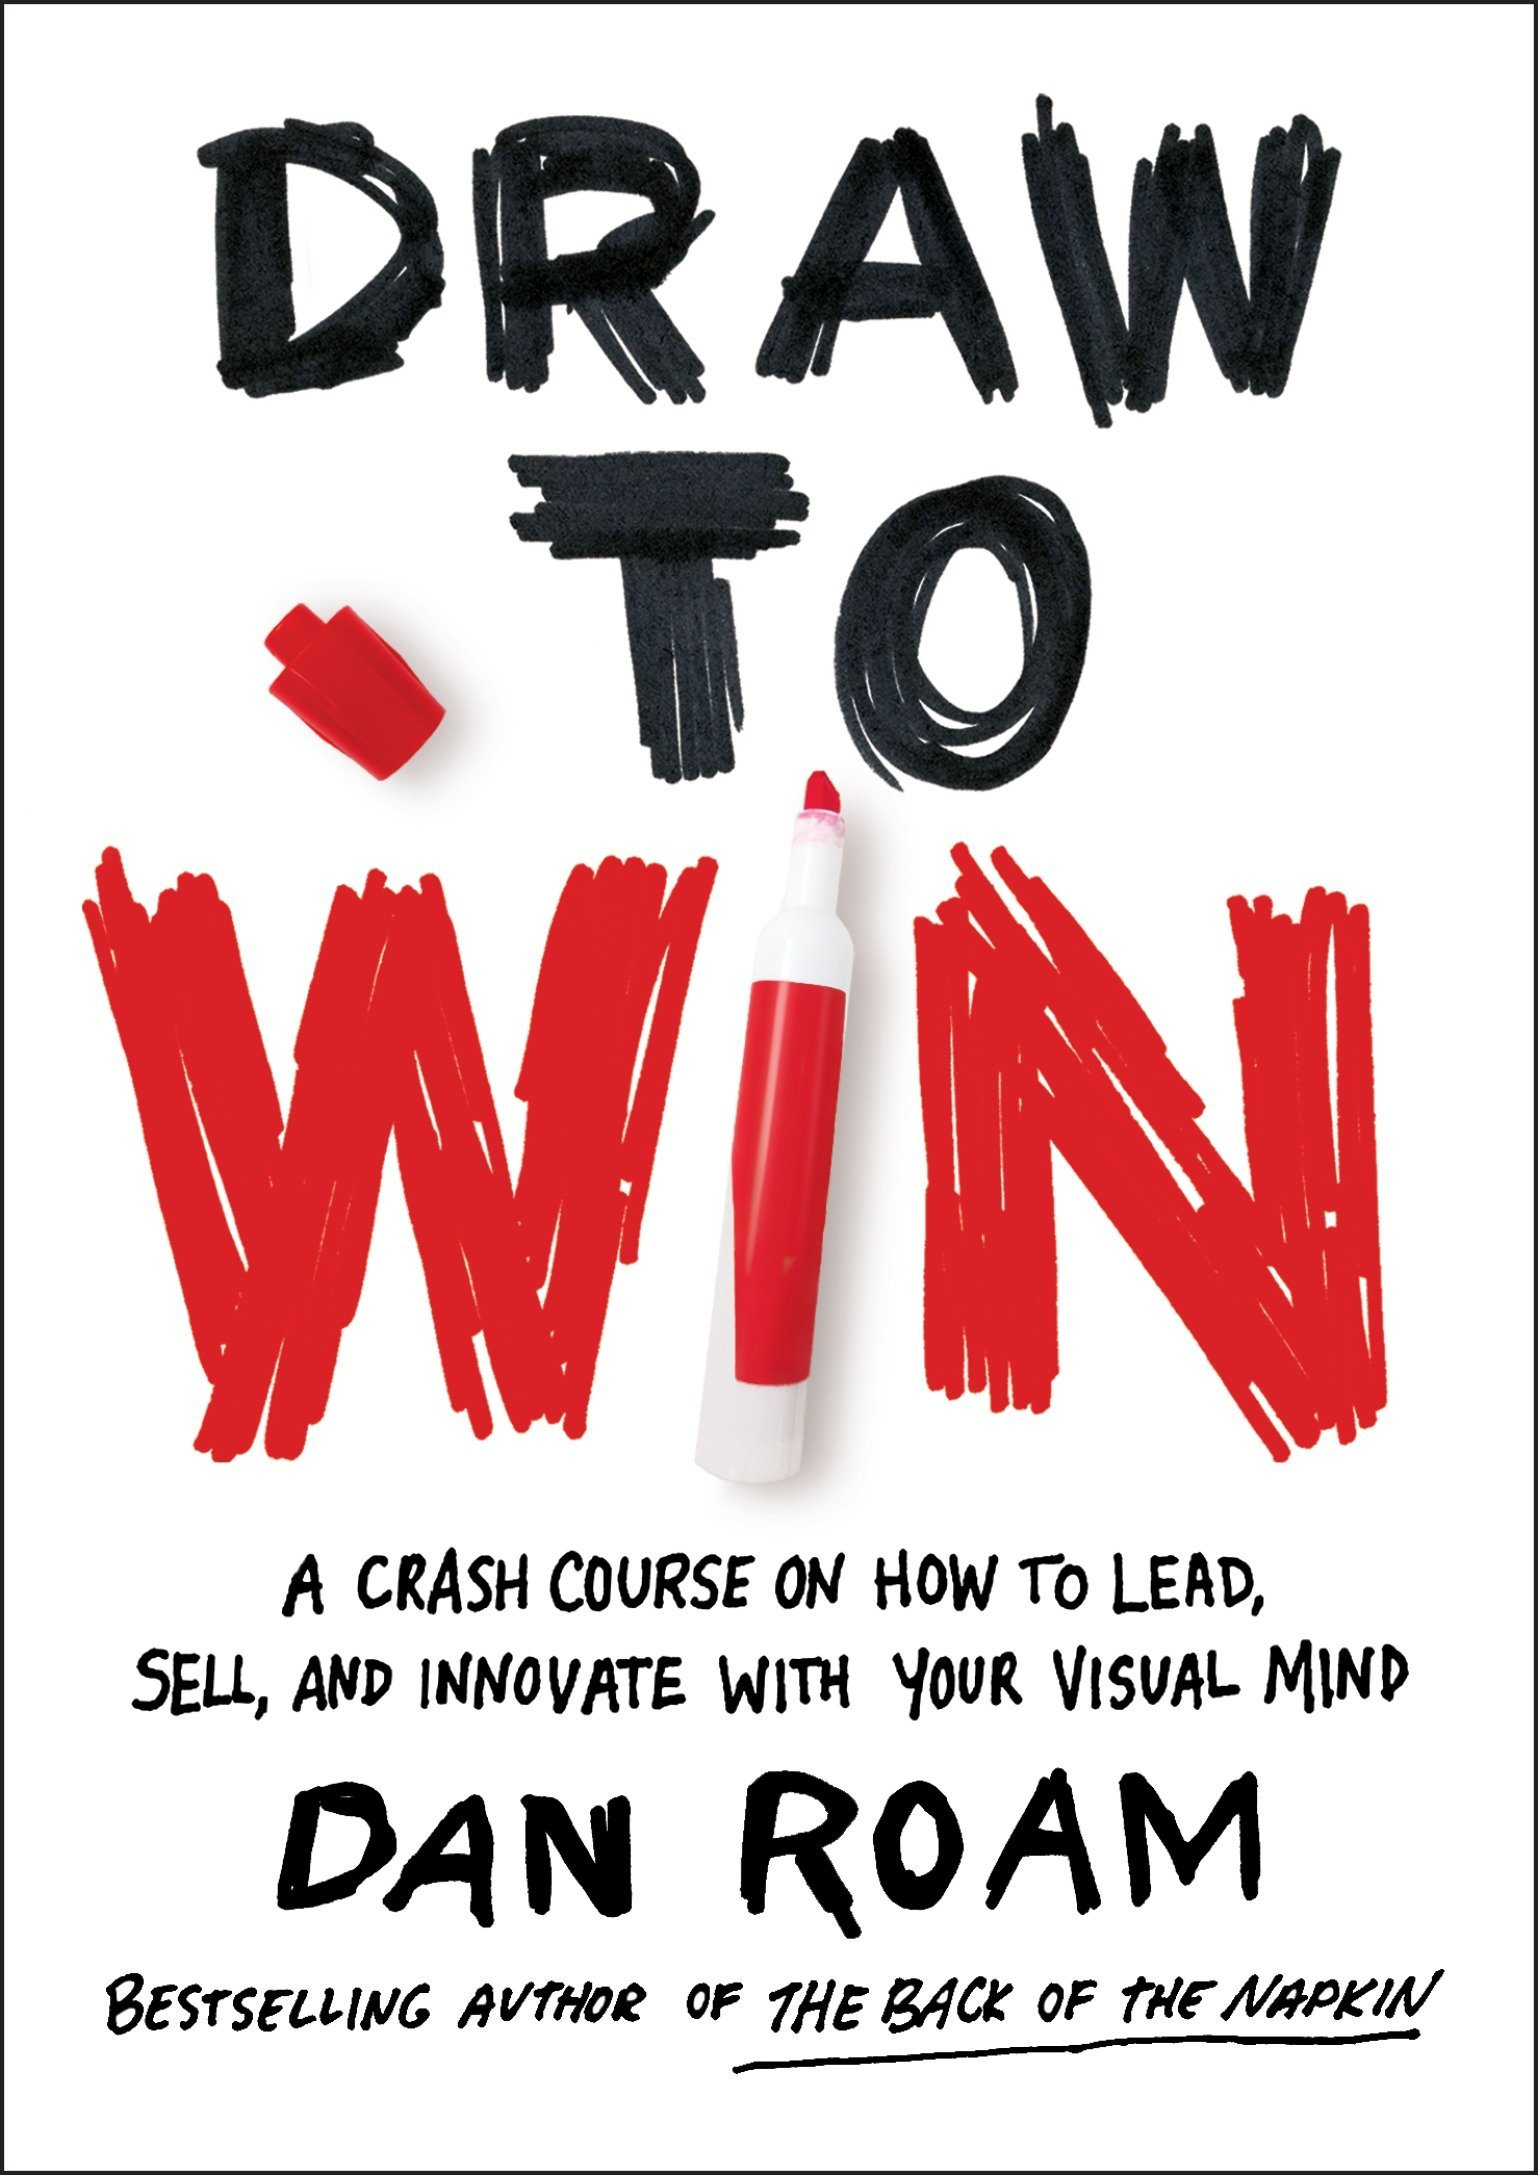 DRAW
TO
WIN
A CRASH COURSE ON HOW TO LEAD,
SELL, AND INNOVATE WITH YOUR VISUAL MIND
DAN ROAM
BESTSELLING AUTHOR OF THE BACK OF THE NAPKIN